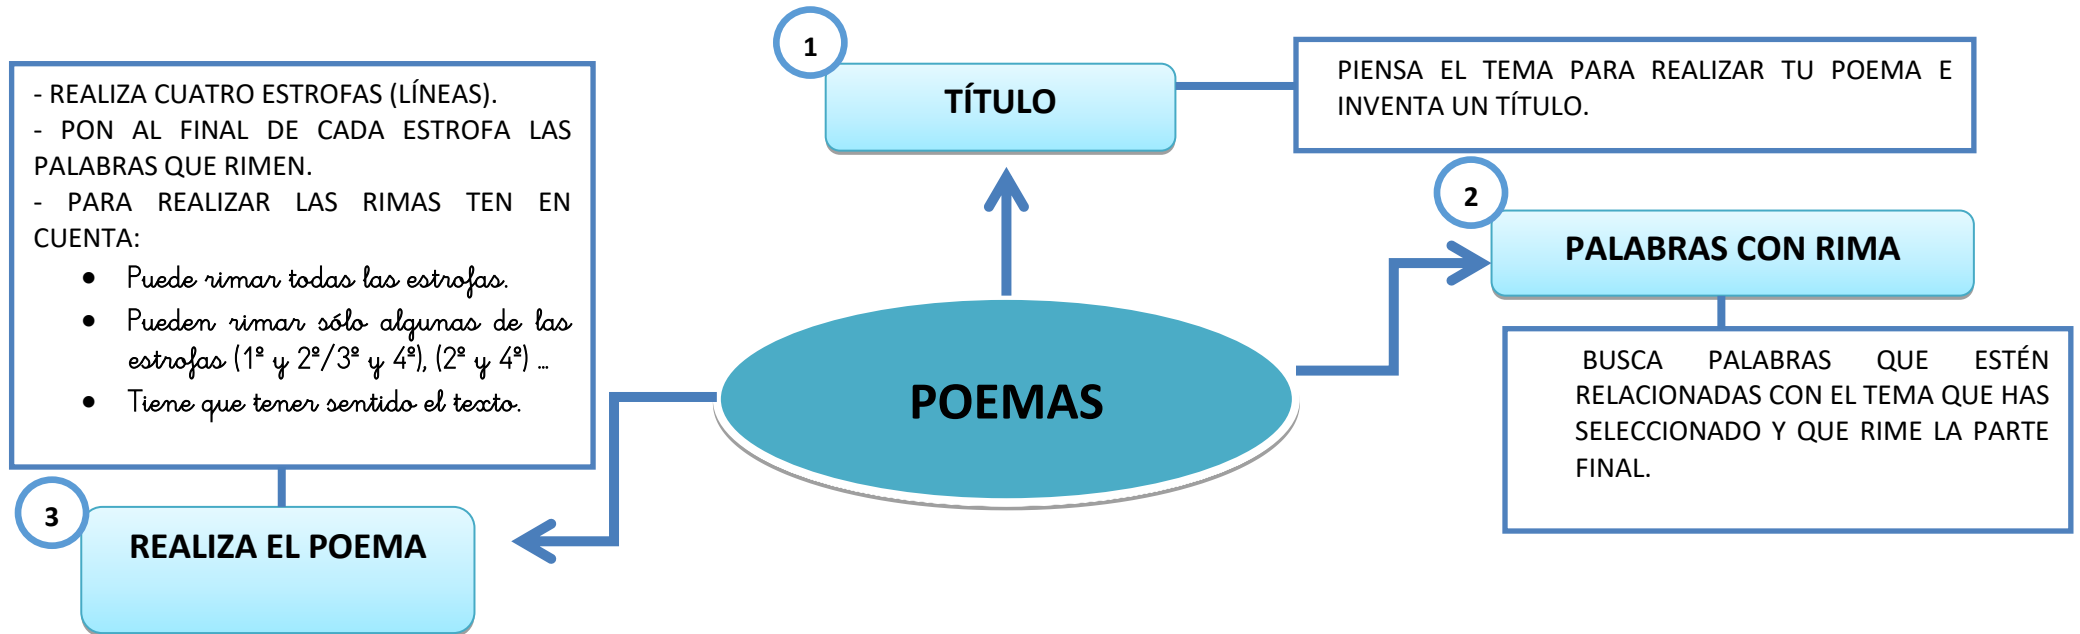 POEMAS
1
TÍTULO
PIENSA EL TEMA PARA REALIZAR TU POEMA E
INVENTA UN TÍTULO.
2
PALABRAS CON RIMA
BUSCA PALABRAS QUE ESTÉN
RELACIONADAS CON EL TEMA QUE HAS
SELECCIONADO Y QUE RIME LA PARTE
FINAL.
3
REALIZA EL POEMA
- REALIZA CUATRO ESTROFAS (LÍNEAS).
- PON AL FINAL DE CADA ESTROFA LAS
PALABRAS QUE RIMEN.
- PARA REALIZAR LAS RIMAS TEN EN
CUENTA:
• Puede rimar todas las estrofas.
• Pueden rimar sólo algunas de las
estrofas (1ª y 2ª/3ª y 4ª), (2ª y 4ª) ...
• Tiene que tener sentido el texto.